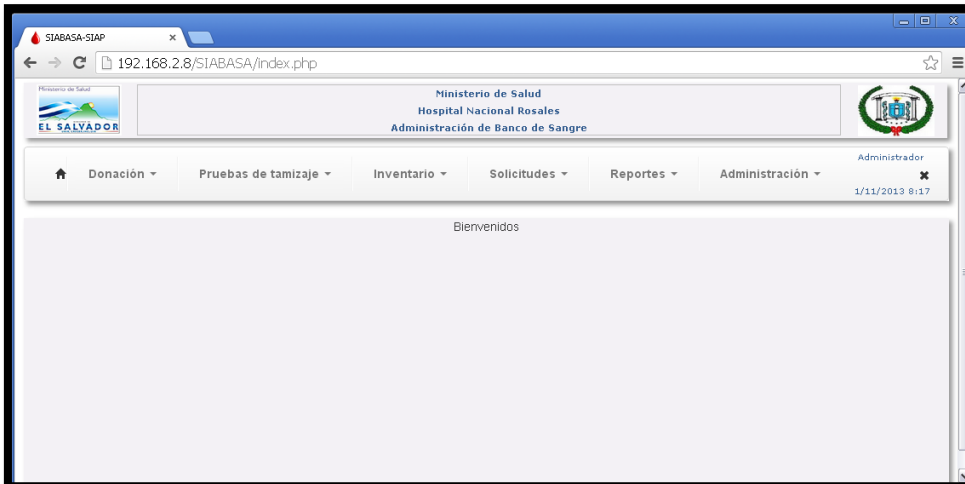 SIABASA-SIAP
192.168.2.8/SIABASA/index.php
Ministerio de Salud
EL SALVADOR
Ministerio de Salud
Hospital Nacional Rosales
Administración de Banco de Sangre
Donación
Pruebas de tamizaje
Inventario
Solicitudes
Reportes
Administración
Administrador
1/11/2013 8:17
Bienvenidos